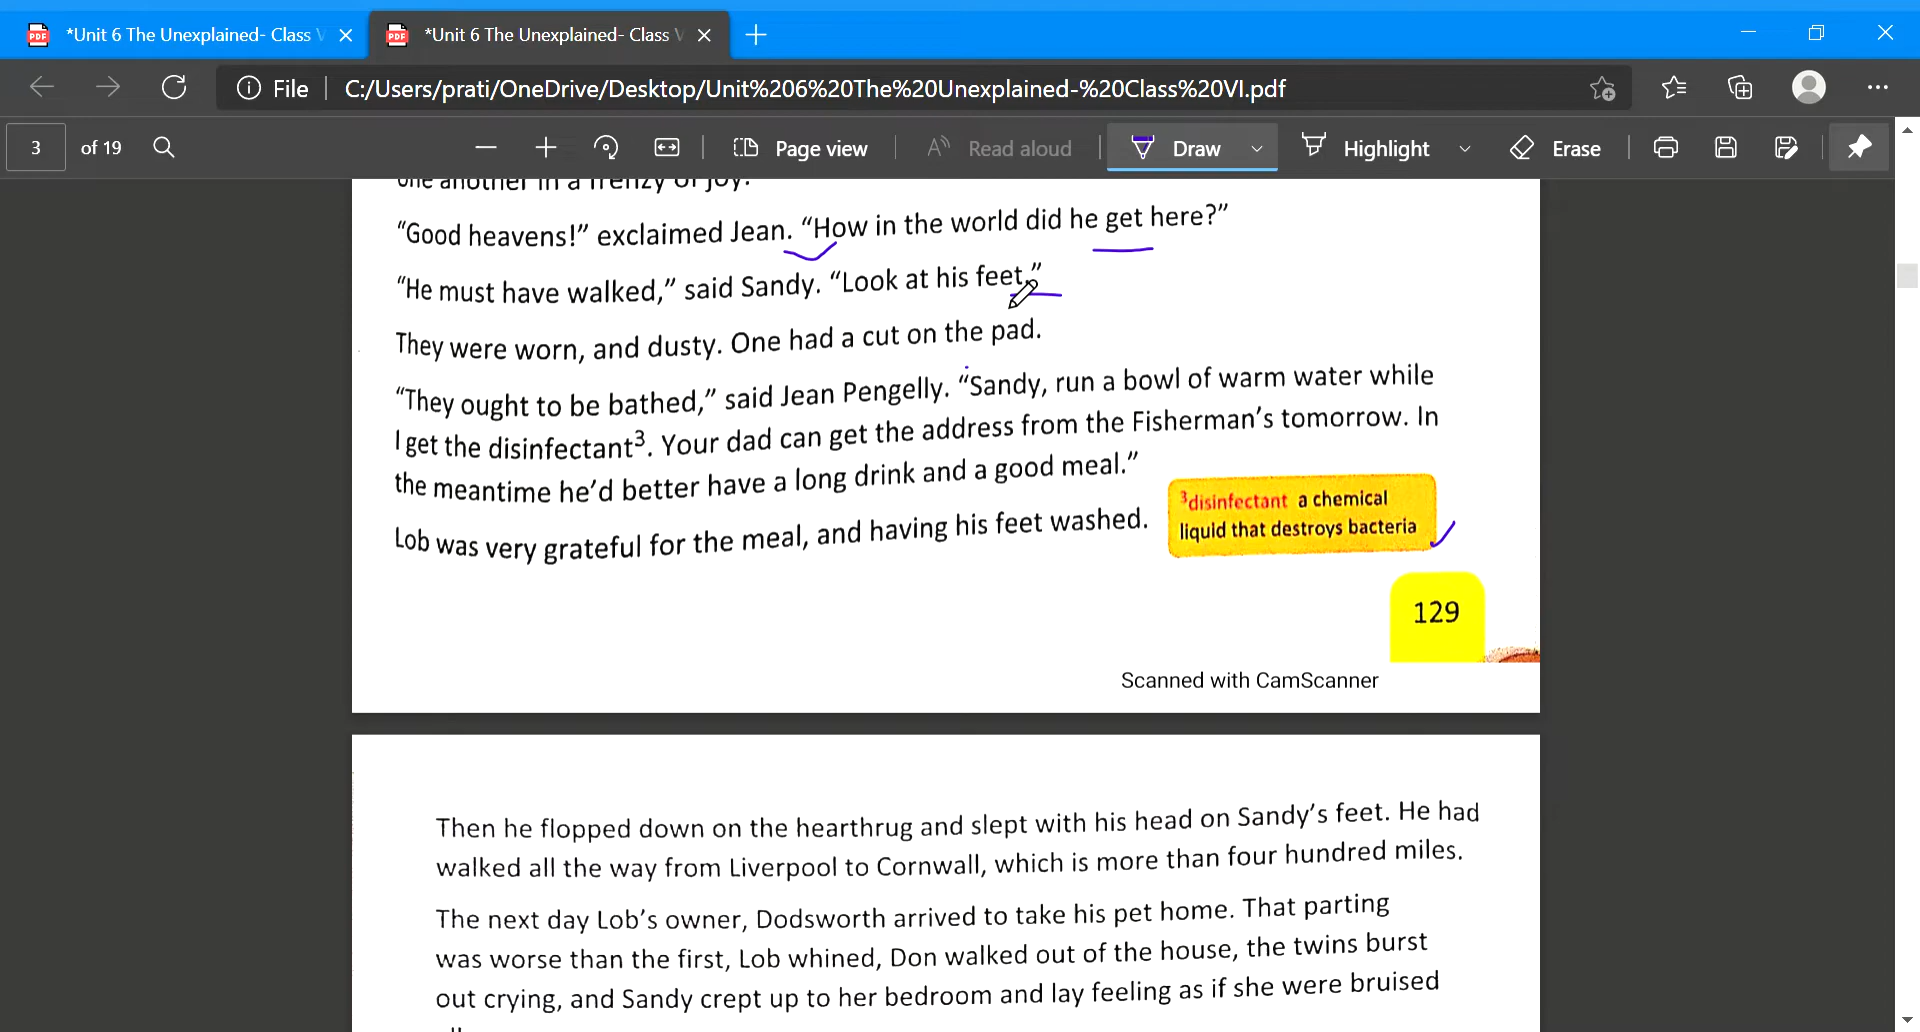 *Unit 6 The Unexplained- Class V
*Unit 6 The Unexplained- Class V
File
C:/Users/prati/OneDrive/Desktop/Unit%206%20The%20Unexplained-%20Class%20VI.pdf
3 of 19
Page view
Read aloud
Draw
Highlight
Erase
one another in a frenzy of joy.
“Good heavens!” exclaimed Jean. “How in the world did he get here?”
“He must have walked,” said Sandy. “Look at his feet.”
They were worn, and dusty. One had a cut on the pad.
“They ought to be bathed,” said Jean Pengelly. “Sandy, run a bowl of warm water while
I get the disinfectant³. Your dad can get the address from the Fisherman’s tomorrow. In
the meantime he’d better have a long drink and a good meal.”
Lob was very grateful for the meal, and having his feet washed.
³disinfectant a chemical
liquid that destroys bacteria
129
Scanned with CamScanner
Then he flopped down on the hearthrug and slept with his head on Sandy’s feet. He had
walked all the way from Liverpool to Cornwall, which is more than four hundred miles.
The next day Lob’s owner, Dodsworth arrived to take his pet home. That parting
was worse than the first, Lob whined, Don walked out of the house, the twins burst
out crying, and Sandy crept up to her bedroom and lay feeling as if she were bruised